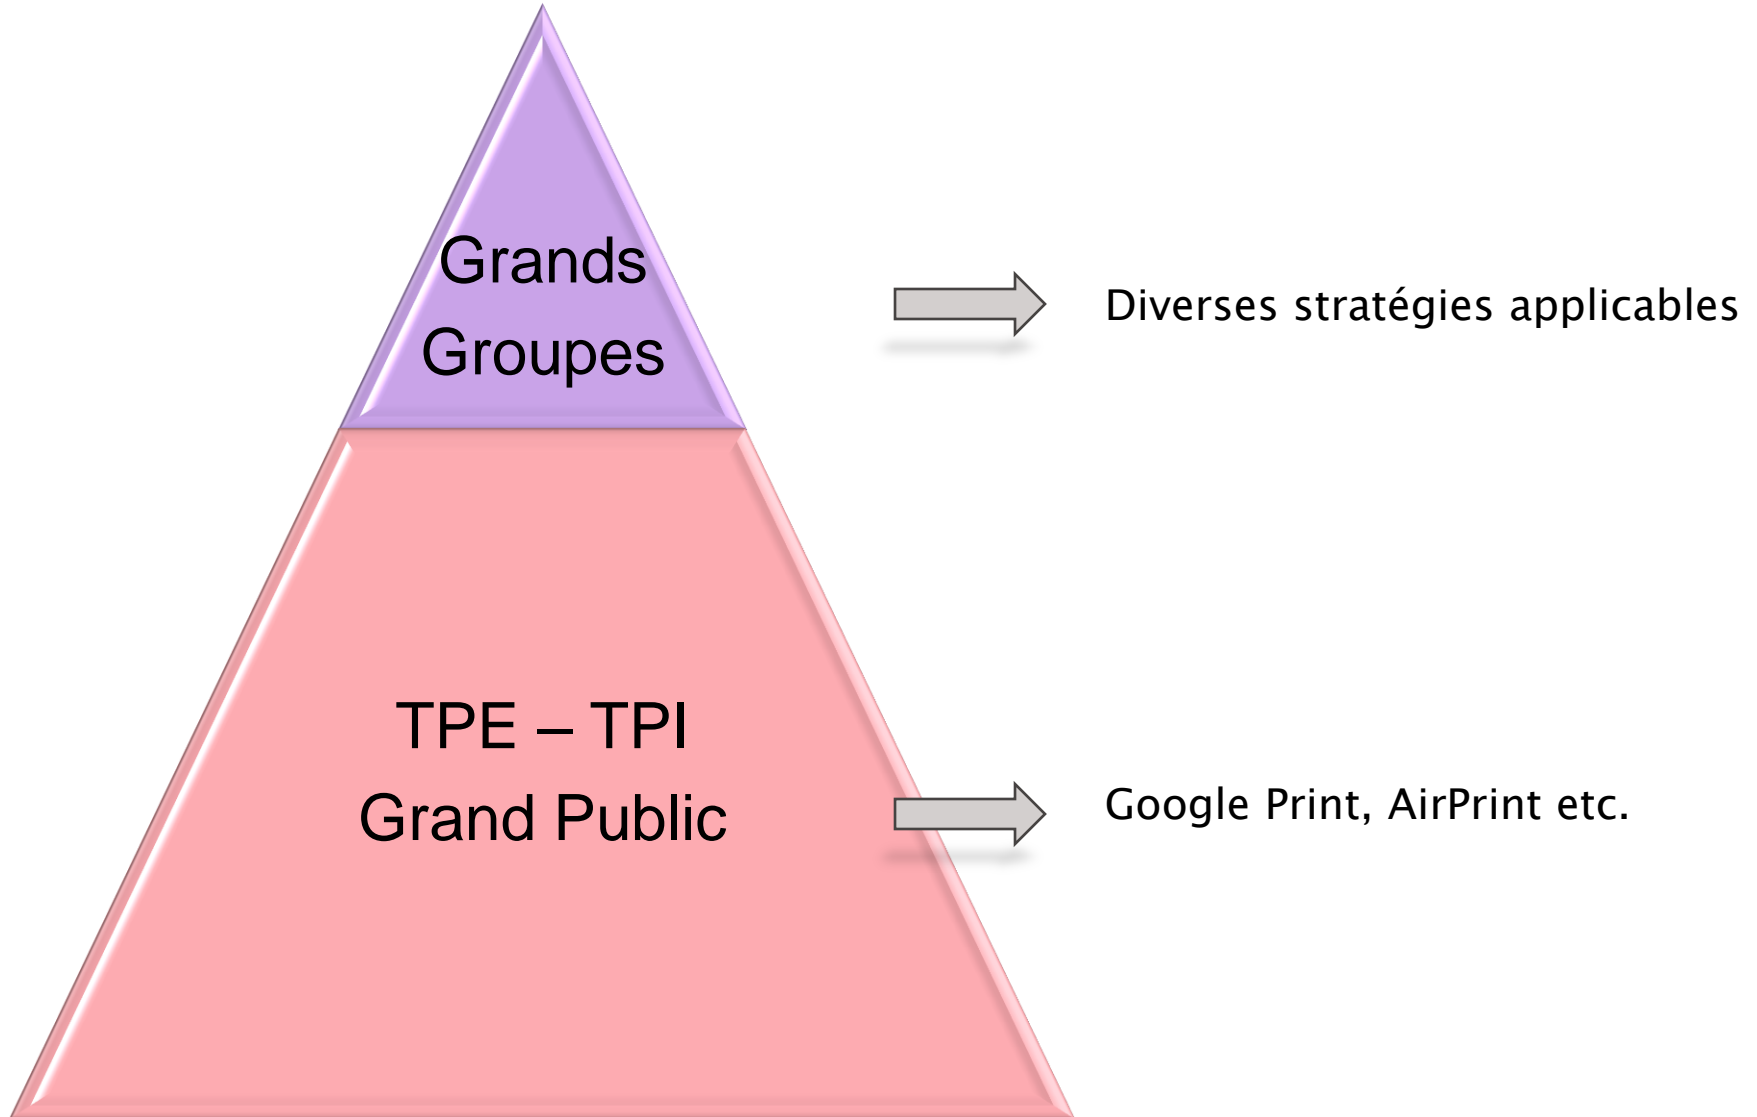 Grands
Groupes
Diverses stratégies applicables
TPE – TPI
Grand Public
Google Print, AirPrint etc.